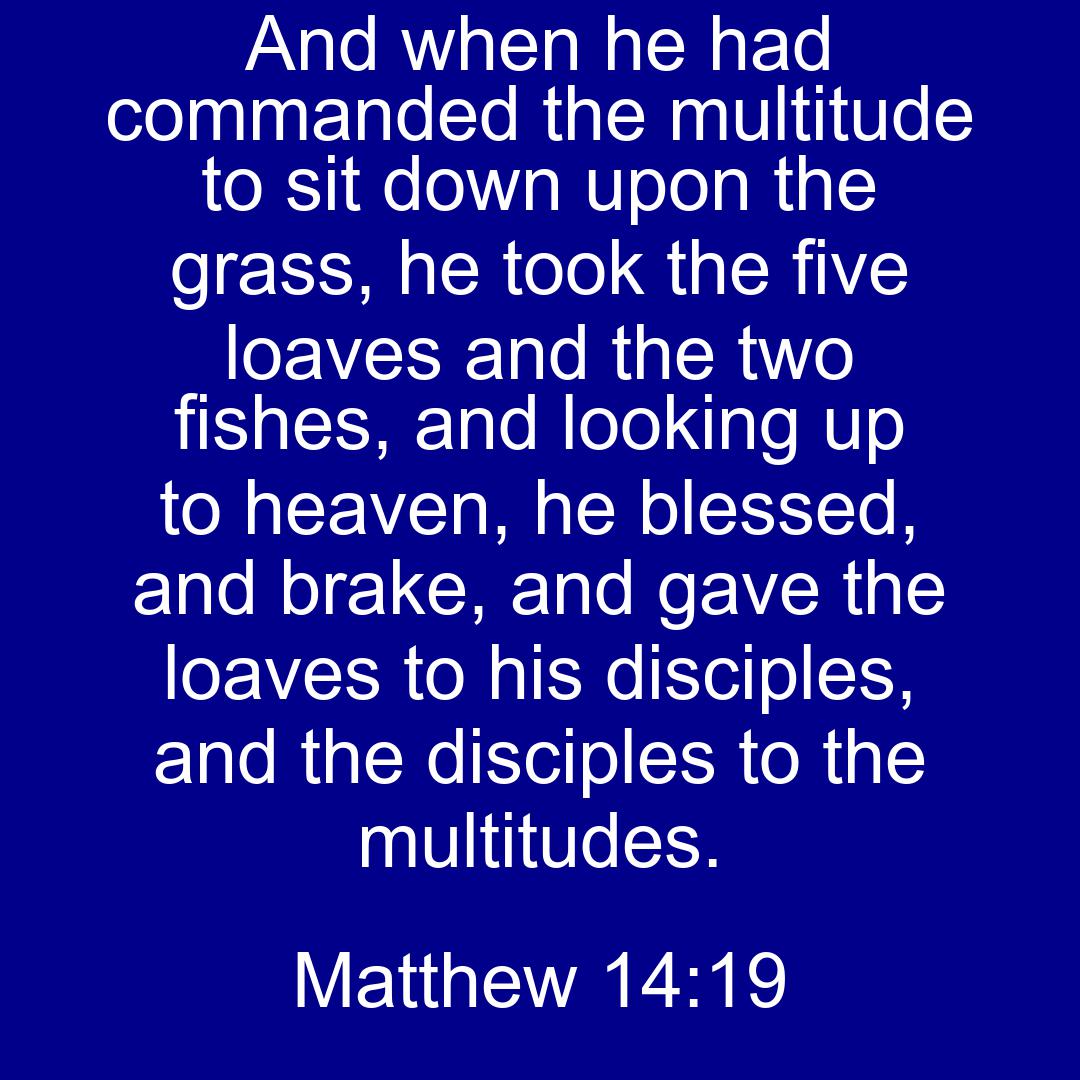 And when he had
commanded the multitude
to sit down upon the
grass, he took the five
loaves and the two
fishes, and looking up
to heaven, he blessed,
and brake, and gave the
loaves to his disciples,
and the disciples to the
multitudes.
Matthew 14:19